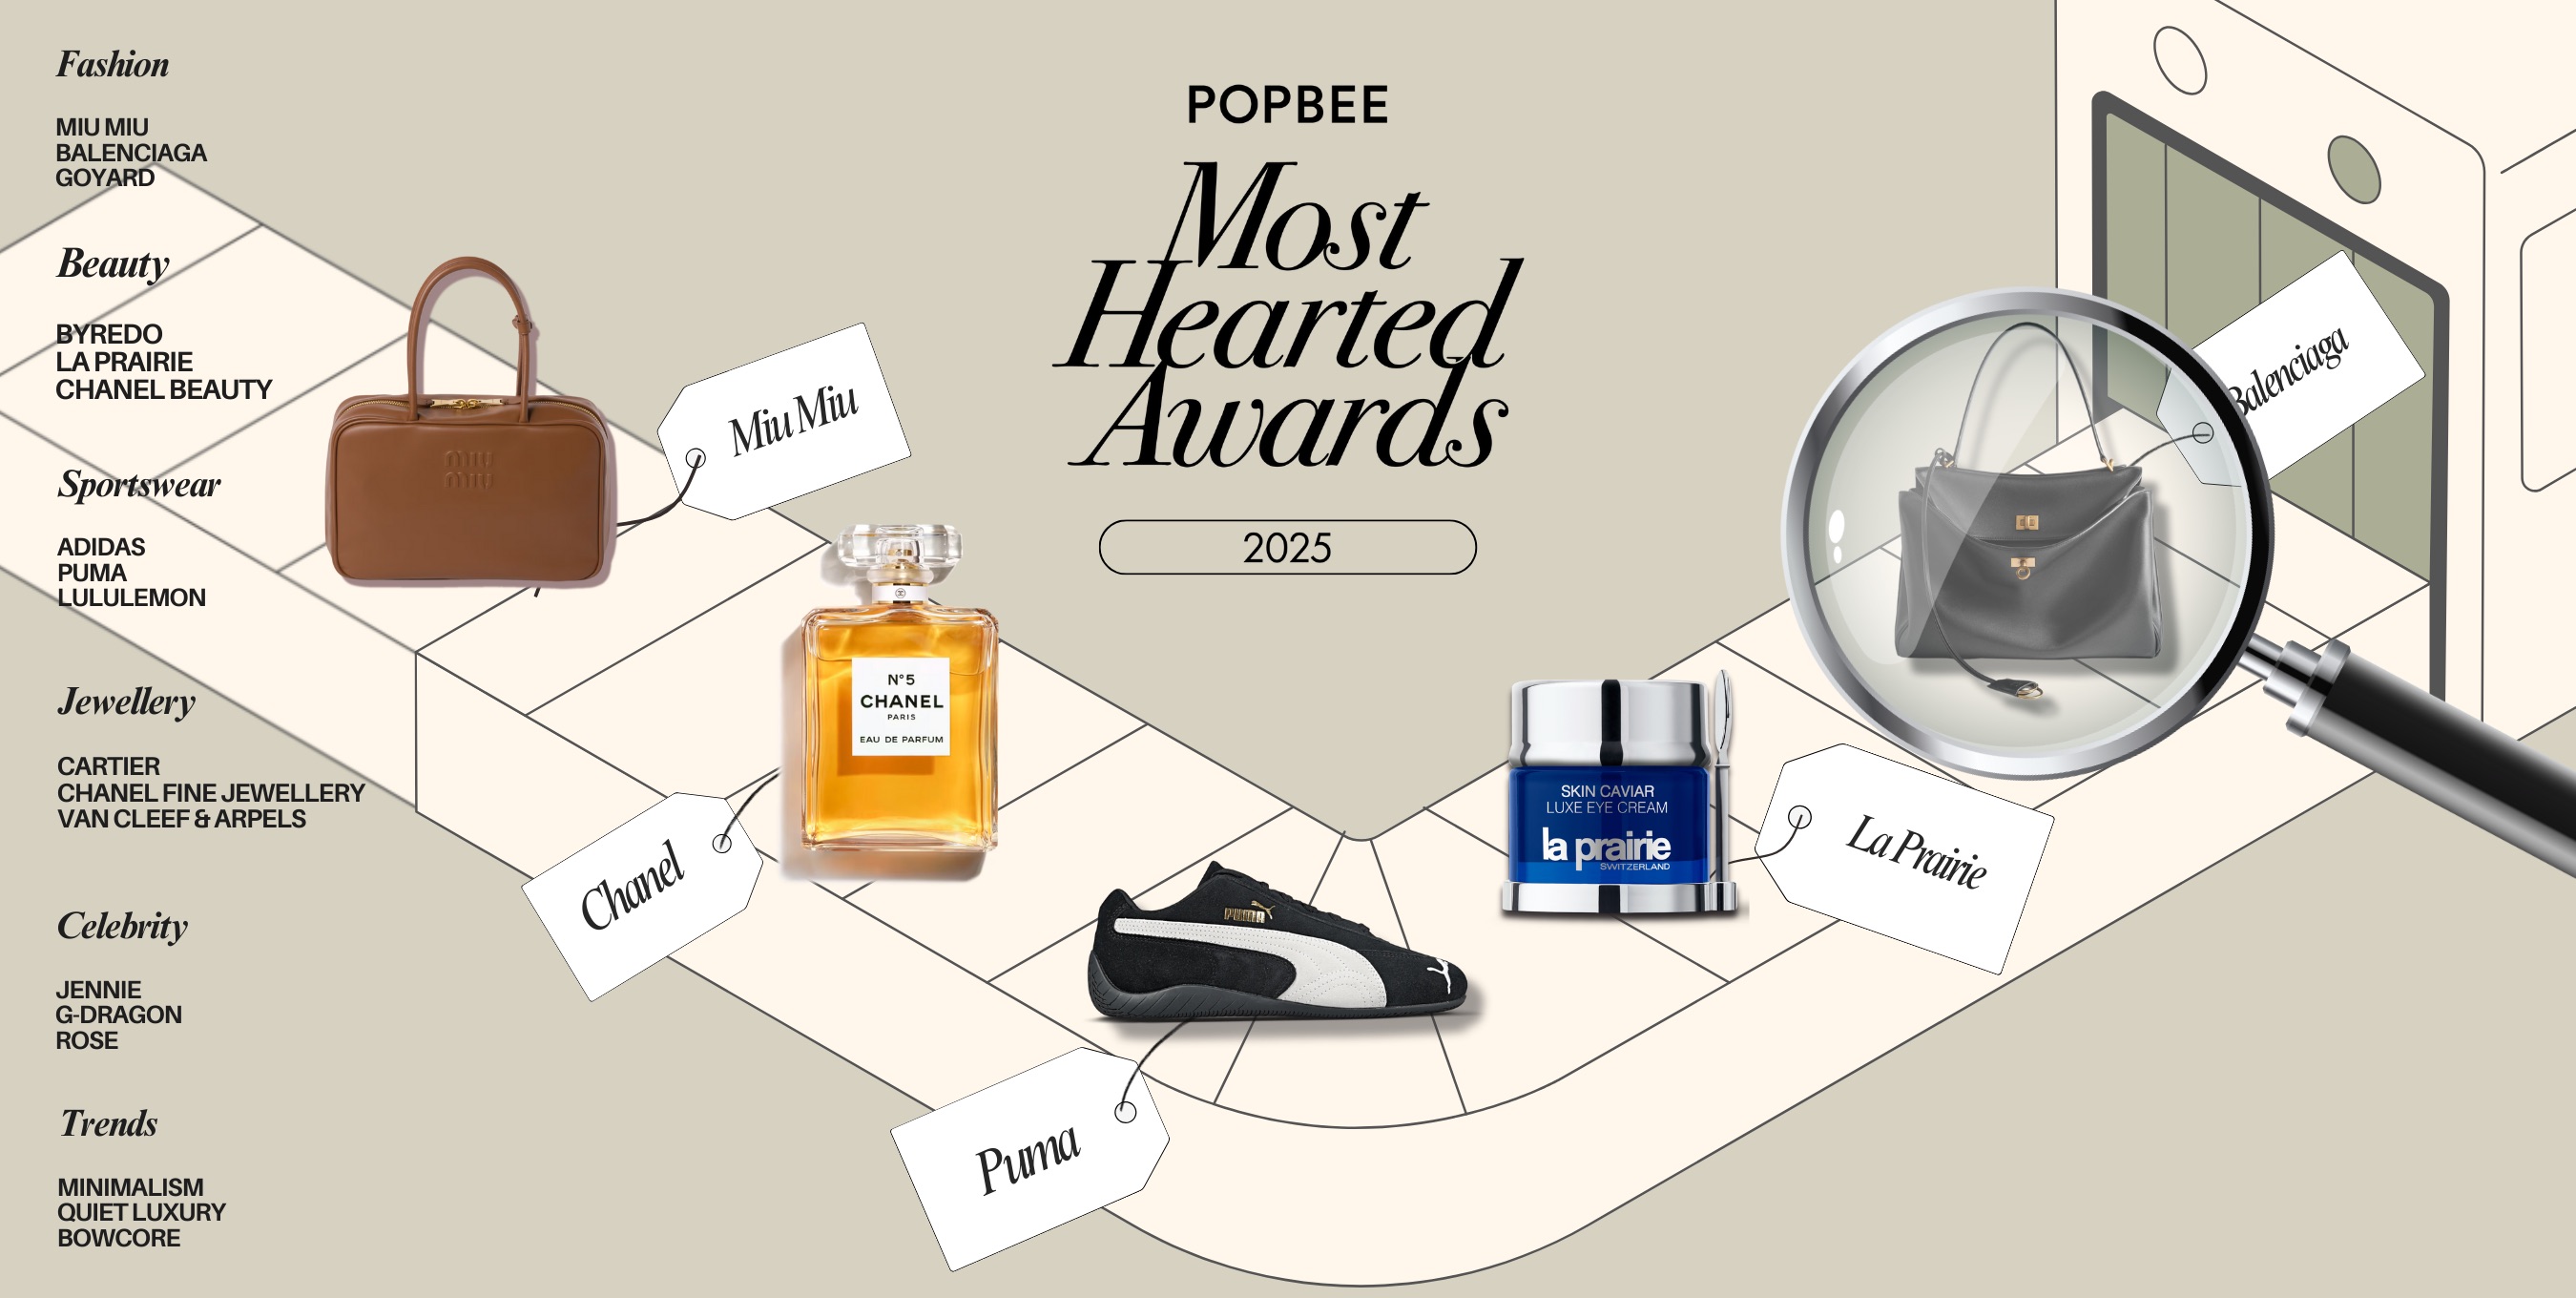 Fashion
MIU MIU
BALENCIAGA
GOYARD
Beauty
BYREDO
LA PRAIRIE
CHANEL BEAUTY
Sportswear
ADIDAS
PUMA
LULULEMON
Jewellery
CARTIER
CHANEL FINE JEWELLERY
VAN CLEEF & ARPELS
Celebrity
JENNIE
G-DRAGON
ROSE
Trends
MINIMALISM
QUIET LUXURY
BOWCORE
POPBEE
Most
Hearted
Awards
2025
MIU
MIU
Miu Miu
N°5
CHANEL
PARIS
EAU DE PARFUM
Chanel
PUMA
Puma
SKIN CAVIAR
LUXE EYE CREAM
la prairie
SWITZERLAND
La Prairie
Balenciaga